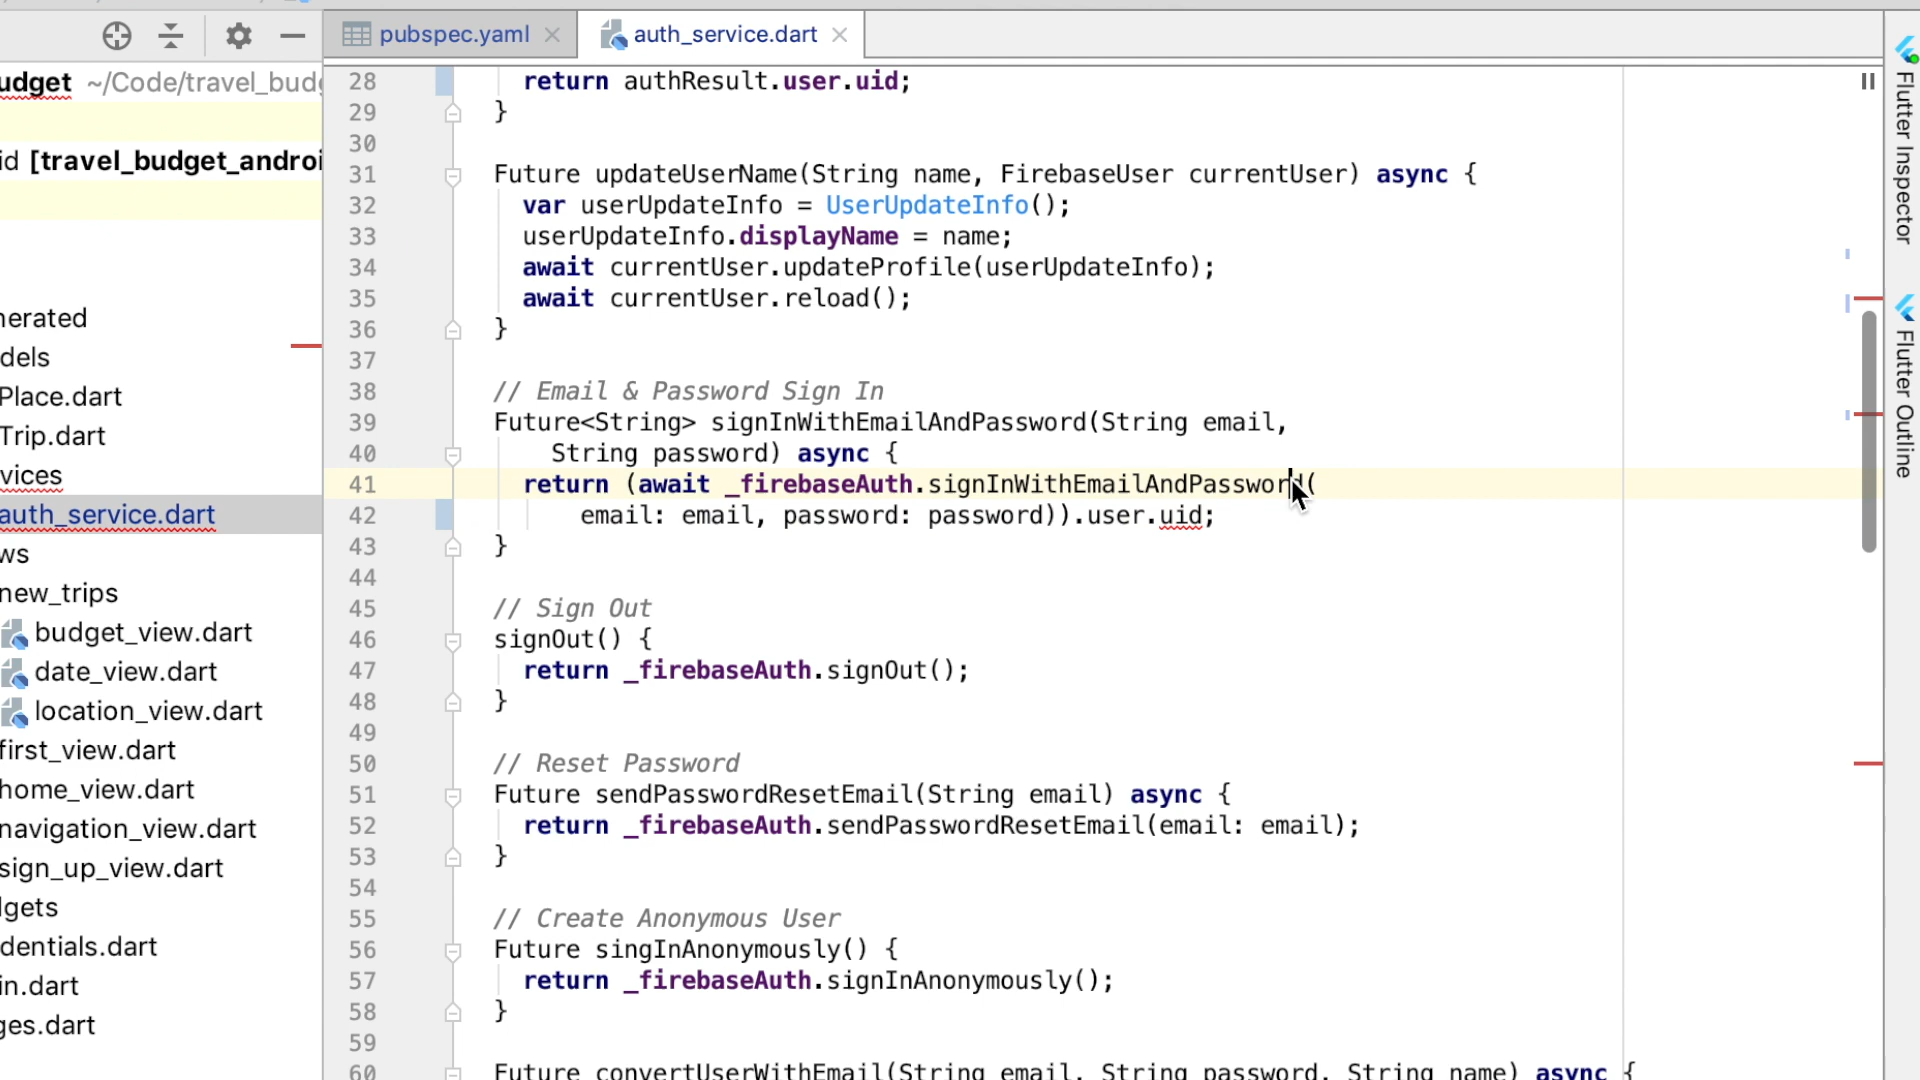 pubspec.yaml
auth_service.dart
udget ~/Code/travel_budg
id [travel_budget_androi
nerated
dels
Place.dart
Trip.dart
vices
auth_service.dart
ws
new_trips
budget_view.dart
date_view.dart
location_view.dart
first_view.dart
home_view.dart
navigation_view.dart
sign_up_view.dart
lgets
dentials.dart
in.dart
ges.dart
28 return authResult.user.uid;
29 }
30
31 Future updateUserName(String name, FirebaseUser currentUser) async {
32 var userUpdateInfo = UserUpdateInfo();
33 userUpdateInfo.displayName = name;
34 await currentUser.updateProfile(userUpdateInfo);
35 await currentUser.reload();
36 }
37
38 // Email & Password Sign In
39 Future<String> signInWithEmailAndPassword(String email,
40 String password) async {
41 return (await _firebaseAuth.signInWithEmailAndPassword(
42 email: email, password: password)).user.uid;
43 }
44
45 // Sign Out
46 signOut() {
47 return _firebaseAuth.signOut();
48 }
49
50 // Reset Password
51 Future sendPasswordResetEmail(String email) async {
52 return _firebaseAuth.sendPasswordResetEmail(email: email);
53 }
54
55 // Create Anonymous User
56 Future singInAnonymously() {
57 return _firebaseAuth.signInAnonymously();
58 }
59
60 Future convertUserWithEmail(String email, String password, String name) async {
Flutter Inspector
Flutter Outline